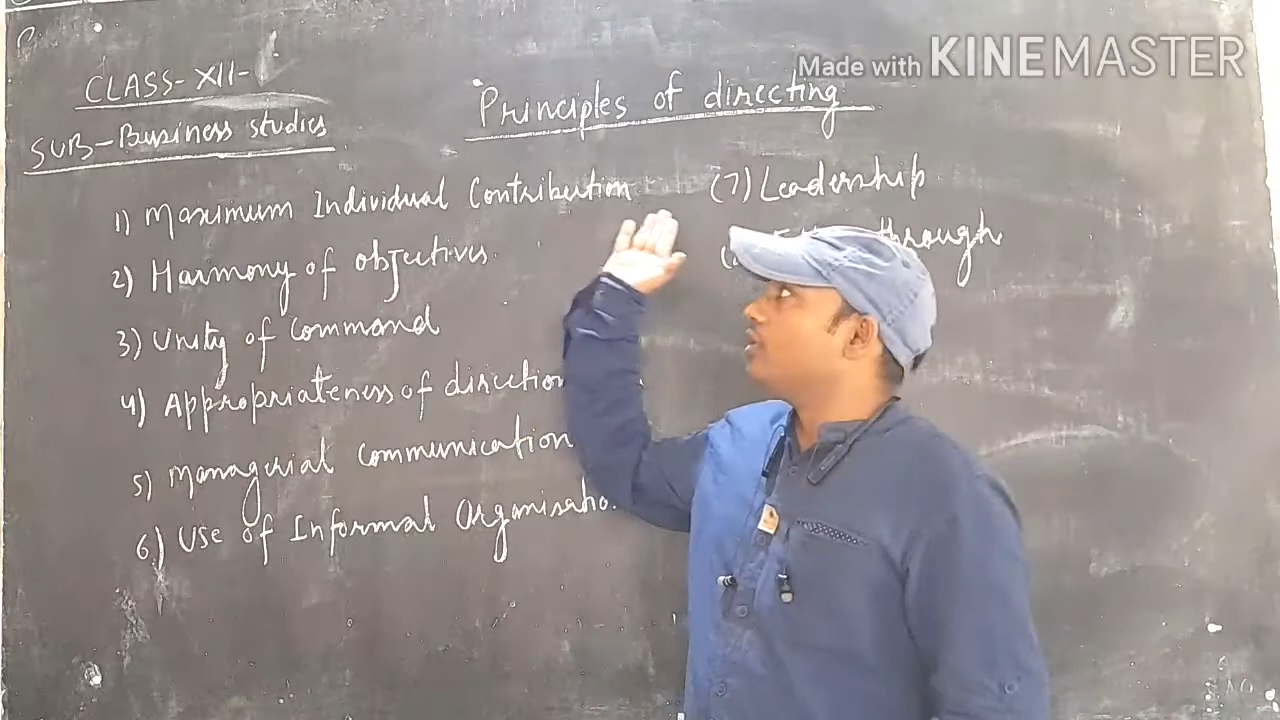 Made with KINEMASTER
CLASS-XII-
SUB-Business studies
Principles of directing
1) Maximum Individual Contribution
2) Harmony of objectives
3) Unity of Command
4) Appropriateness of direction
5) Managerial Communication
6) Use of Informal Organisatio
(7) Leadership
through